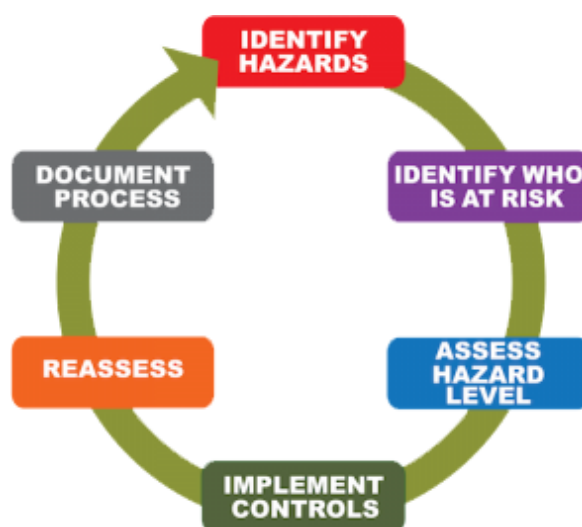 IDENTIFY
HAZARDS
IDENTIFY WHO
IS AT RISK
ASSESS
HAZARD
LEVEL
IMPLEMENT
CONTROLS
REASSESS
DOCUMENT
PROCESS